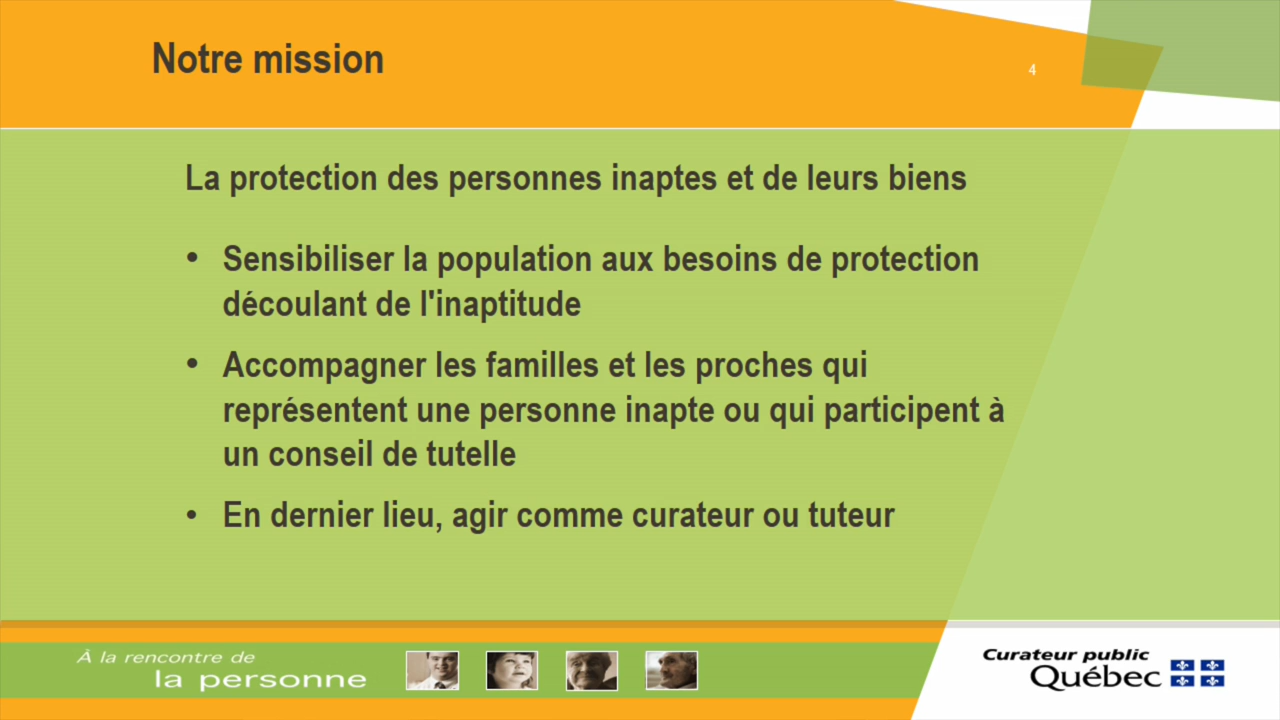 Notre mission
4
La protection des personnes inaptes et de leurs biens
• Sensibiliser la population aux besoins de protection
découlant de l'inaptitude
• Accompagner les familles et les proches qui
représentent une personne inapte ou qui participent à
un conseil de tutelle
• En dernier lieu, agir comme curateur ou tuteur
À la rencontre de
la personne
Curateur public
Québec